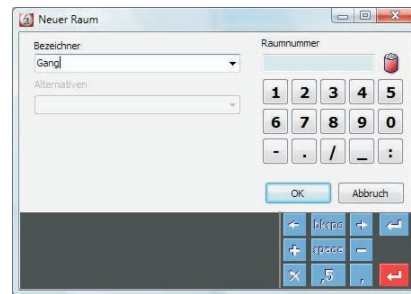 Neuer Raum
Bezeichner
Raumnummer
Gang
Alternativen
1 2 3 4 5
6 7 8 9 0
- . / _ :
OK Abbruch
+ space -
,5 ,